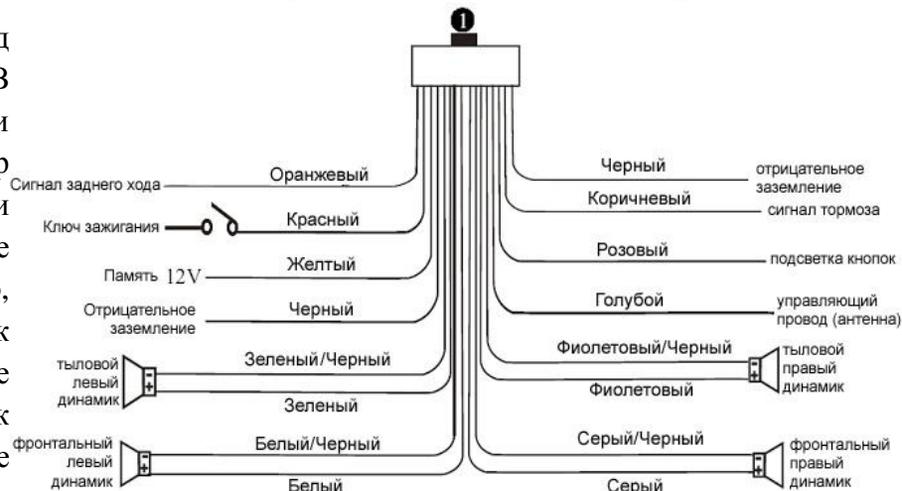 1
Оранжевый
Сигнал заднего хода
Красный
Ключ зажигания
Желтый
Память 12V
Черный
Отрицательное
заземление
Зеленый/Черный
тыловой
левый
динамик
- +
Зеленый
Белый/Черный
фронтальный
левый
динамик
- +
Белый
Черный
отрицательное
заземление
Коричневый
сигнал тормоза
Розовый
подсветка кнопок
Голубой
управляющий
провод (антенна)
Фиолетовый/Черный
тыловой
правый
динамик
- +
Фиолетовый
Серый/Черный
фронтальный
правый
динамик
- +
Серый